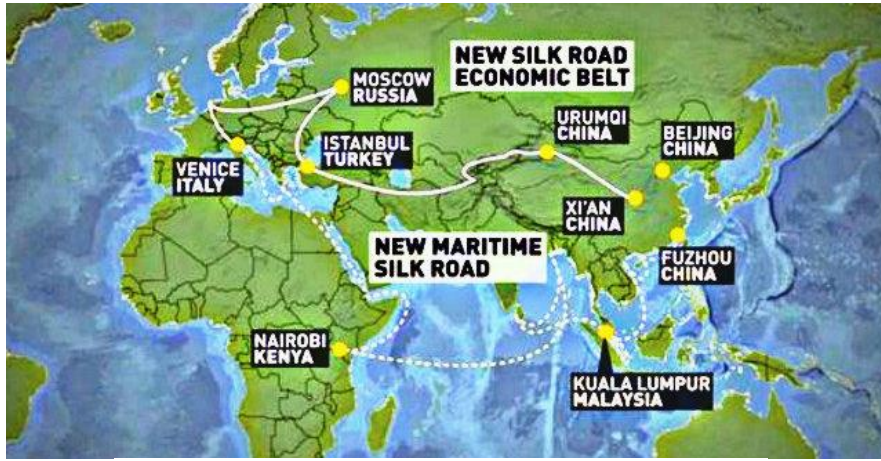 NEW SILK ROAD
ECONOMIC BELT
MOSCOW
RUSSIA
URUMQI
CHINA
BEIJING
CHINA
ISTANBUL
TURKEY
VENICE
ITALY
XI'AN
CHINA
NEW MARITIME
SILK ROAD
FUZHOU
CHINA
NAIROBI
KENYA
KUALA LUMPUR
MALAYSIA